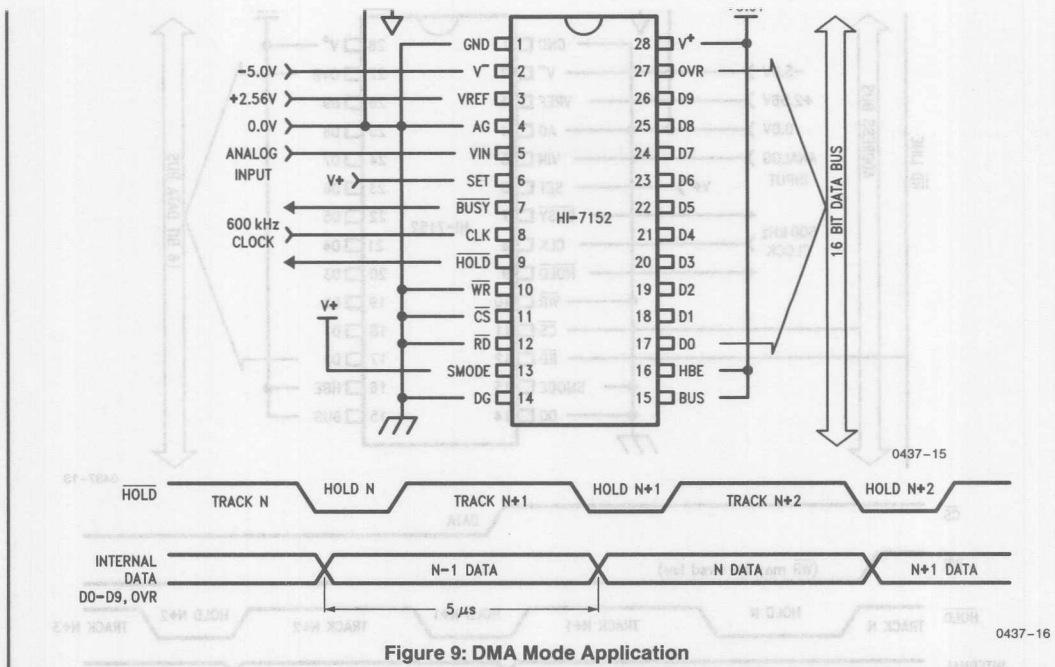 GND 1 28 V+
−5.0V V− 2 27 OVR
+2.56V VREF 3 26 D9
0.0V AG 4 25 D8
ANALOG INPUT VIN 5 24 D7
V+ SET 6 23 D6
BUSY 7 22 D5
HI-7152
600 kHz CLOCK CLK 8 21 D4
HOLD 9 20 D3
WR 10 19 D2
V+ CS 11 18 D1
RD 12 17 D0
SMODE 13 16 HBE
DG 14 15 BUS
16 BIT DATA BUS
0437-15
HOLD TRACK N HOLD N TRACK N+1 HOLD N+1 TRACK N+2 HOLD N+2
INTERNAL DATA N-1 DATA N DATA N+1 DATA
D0-D9, OVR
5 μs
0437-16
Figure 9: DMA Mode Application